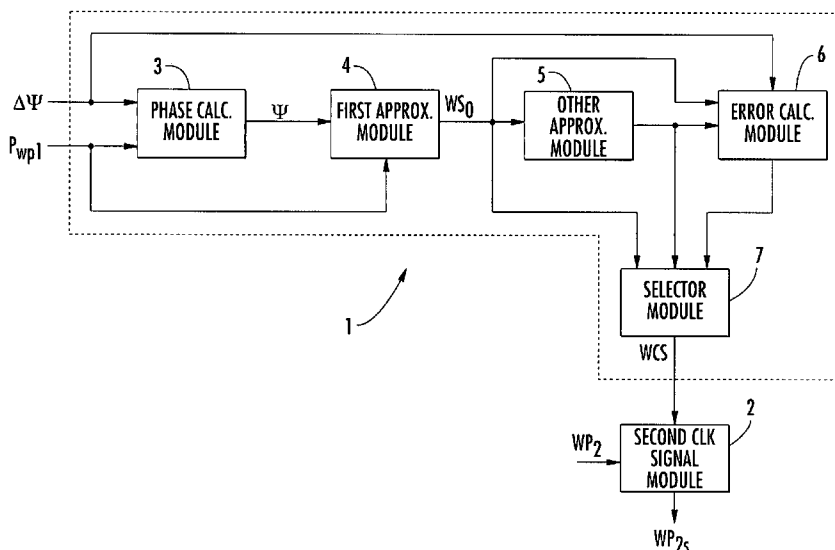 6
3
4
5
ΔΨ
PHASE CALC.
MODULE
Ψ
FIRST APPROX.
MODULE
WS0
OTHER
APPROX.
MODULE
ERROR CALC.
MODULE
Pwp1
7
SELECTOR
MODULE
1
WCS
2
WP2
SECOND CLK
SIGNAL
MODULE
WP2s